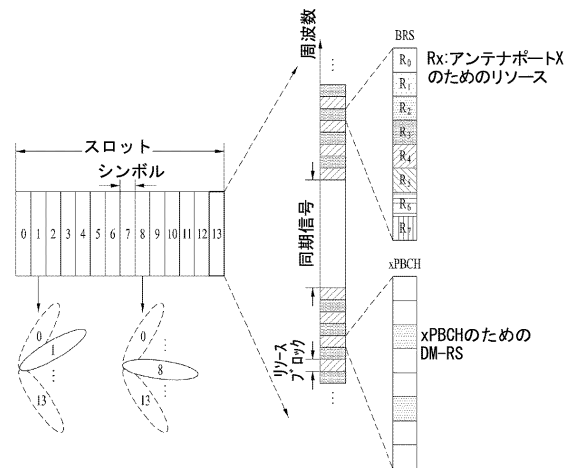 スロット
シンボル
0 1 2 3 4 5 6 7 8 9 10 11 12 13
0
1
13
0
8
13
周波数
同期信号
リソース
ブロック
BRS
R0
R1
R2
R3
R4
R5
R6
R7
Rx:アンテナポートX
のためのリソース
xPBCH
xPBCHのための
DM-RS